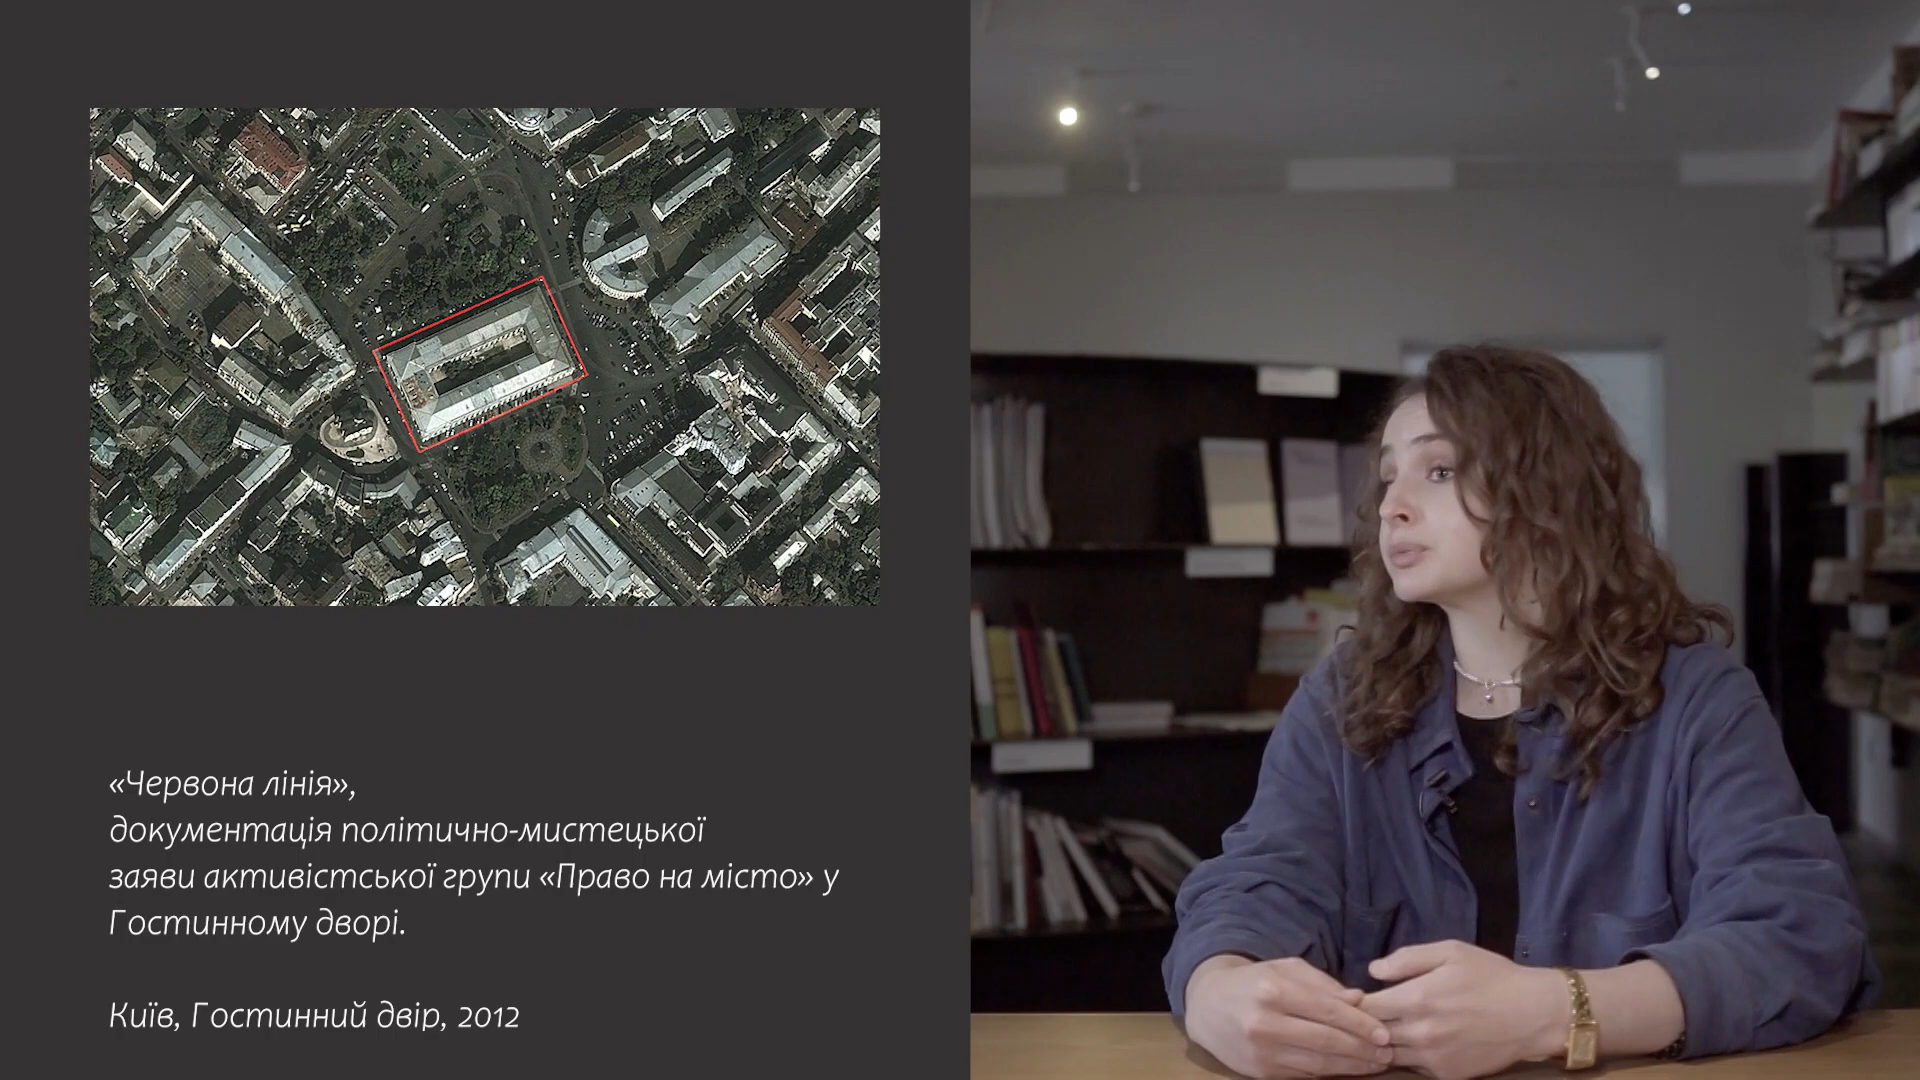 «Червона лінія»,
документація політично-мистецької
заяви активістської групи «Право на місто» у
Гостинному дворі.
Київ, Гостинний двір, 2012